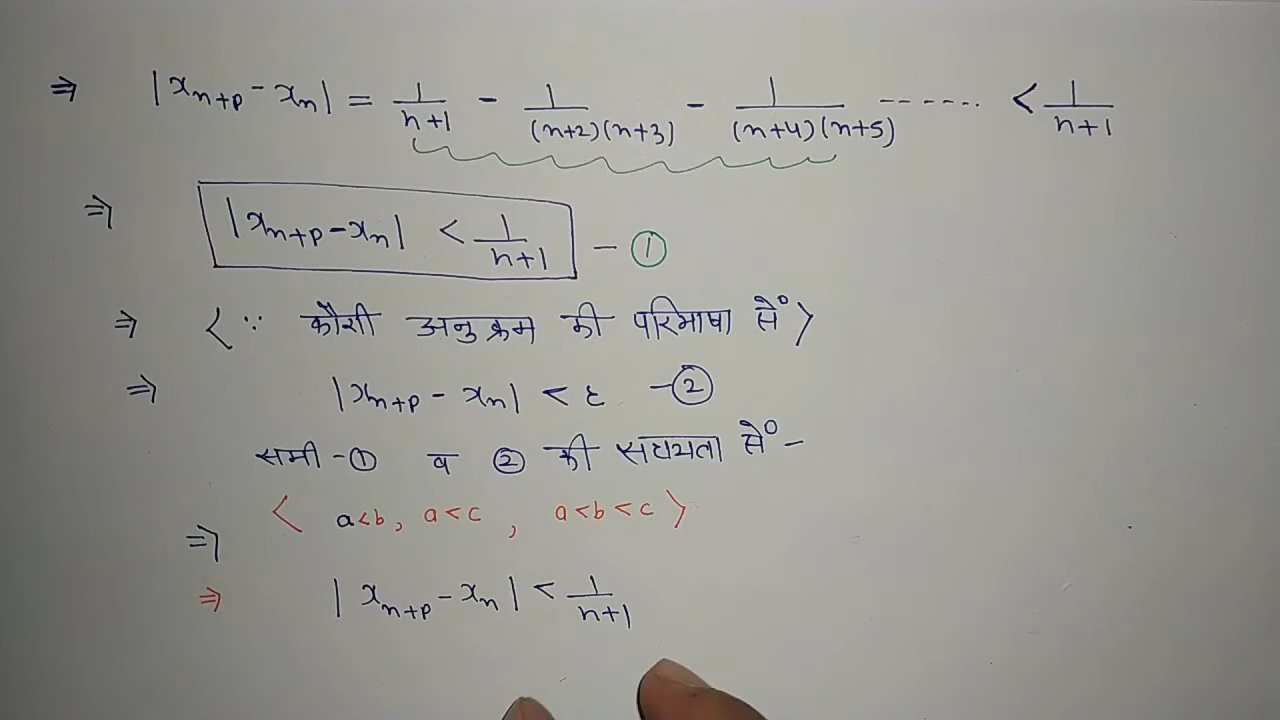 ⇒ |x_{n+p} - x_n| = 1/(n+1) - 1/((n+2)(n+3)) - 1/((n+4)(n+5)) ------- < 1/(n+1)
⇒ |x_{n+p} - x_n| < 1/(n+1) - ①
⇒ ⟨ ∵ कौशी अनुक्रम की परिभाषा से° ⟩
⇒ |x_{n+p} - x_n| < ε - ②
समी - ① व ② की सहायता से° -
⟨ a<b, a<c, a<b<c ⟩
⇒
⇒ |x_{n+p} - x_n| < 1/(n+1)